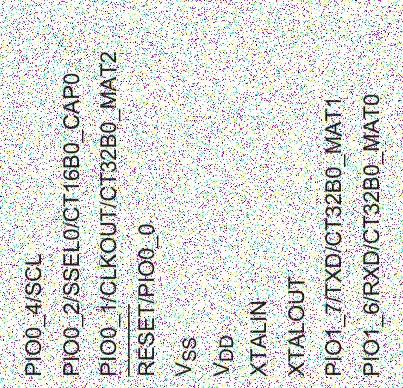 PIO0_4/SCL
PIO0_2/SSEL0/CT16B0_CAP0
PIO0_1/CLKOUT/CT32B0_MAT2
RESET/PIO0_0
VSS
VDD
XTALIN
XTALOUT
PIO1_7/TXD/CT32B0_MAT1
PIO1_6/RXD/CT32B0_MAT0